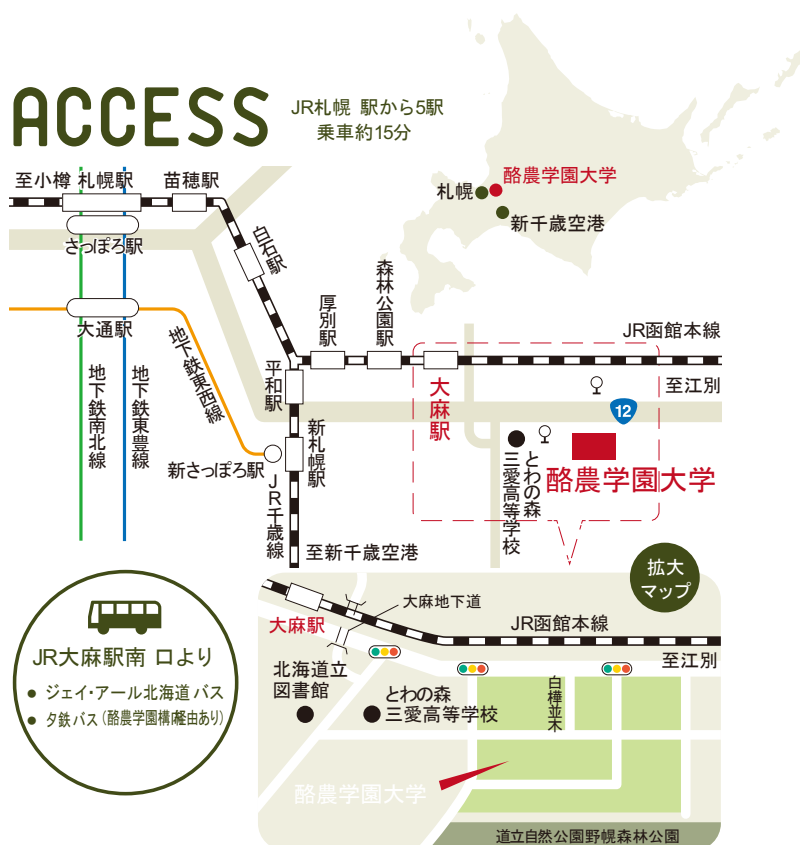 ACCESS
JR札幌 駅から5駅
乗車約15分
札幌
酪農学園大学
新千歳空港
至小樽
札幌駅
苗穂駅
さっぽろ駅
白石駅
大通駅
地下鉄南北線
地下鉄東豊線
地下鉄東西線
平和駅
厚別駅
森林公園駅
大麻駅
JR函館本線
至江別
12
新さっぽろ駅
新札幌駅
JR千歳線
至新千歳空港
とわの森
三愛高等学校
酪農学園大学
JR大麻駅南 口より
● ジェイ・アール北海道 バス
● 夕鉄 バス (酪農学園構内経由あり)
拡大
マップ
大麻駅
大麻地下道
JR函館本線
至江別
北海道立
図書館
とわの森
三愛高等学校
白樺並木
酪農学園大学
道立自然公園野幌森林公園